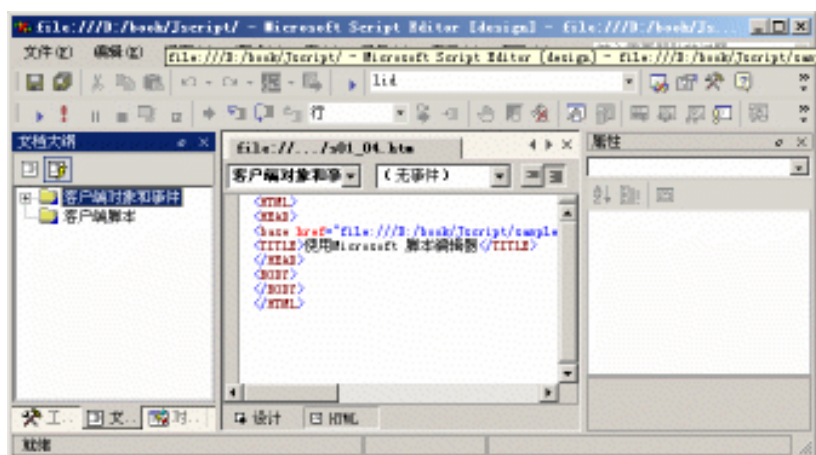 file:///D:/book/Jscript/ - Microsoft Script Editor [design] - file:///D:/book/Js...
文件(F) 编辑(E)
file:///D:/book/Jscript/ - Microsoft Script Editor [design] - file:///D:/book/Jscript/sam
lid
行
文档大纲
客户端对象和事件
客户端脚本
file://.../s01_04.htm
客户端对象和事
(无事件)
<HTML>
<HEAD>
<base href="file:///D:/book/Jscript/sample
<TITLE>使用Microsoft 脚本编辑器</TITLE>
</HEAD>
<BODY>
</BODY>
</HTML>
属性
工.. 文.. 对..
设计 HTML
就绪